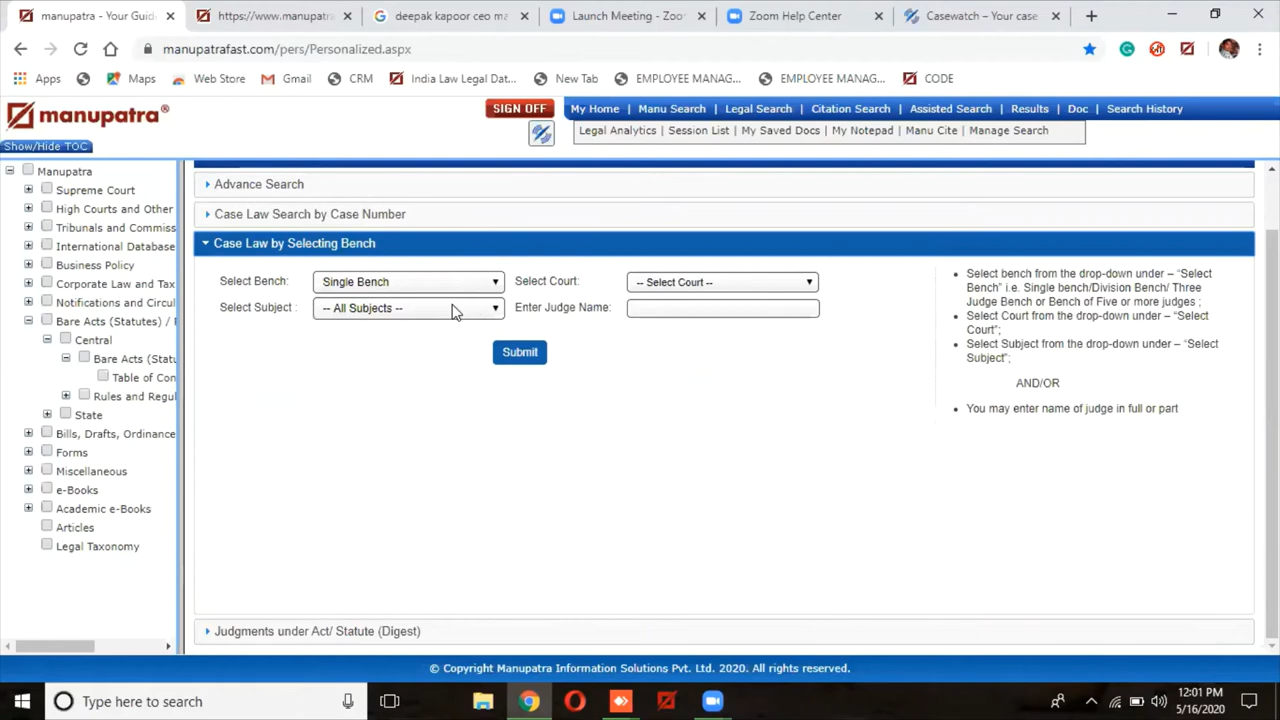 manupatra - Your Guid
https://www.manupatra
deepak kapoor ceo ma
Launch Meeting - Zoo
Zoom Help Center
Casewatch – Your case
manupatrafast.com/pers/Personalized.aspx
Apps
Maps
Web Store
Gmail
CRM
India Law Legal Dat...
New Tab
EMPLOYEE MANAG...
EMPLOYEE MANAG...
CODE
manupatra®
SIGN OFF
My Home | Manu Search | Legal Search | Citation Search | Assisted Search | Results | Doc | Search History
Legal Analytics | Session List | My Saved Docs | My Notepad | Manu Cite | Manage Search
Show/Hide TOC
Manupatra
Supreme Court
High Courts and Other
Tribunals and Commiss
International Database
Business Policy
Corporate Law and Tax
Notifications and Circul
Bare Acts (Statutes) / R
Central
Bare Acts (Statu
Table of Con
Rules and Regul
State
Bills, Drafts, Ordinance
Forms
Miscellaneous
e-Books
Academic e-Books
Articles
Legal Taxonomy
Advance Search
Case Law Search by Case Number
Case Law by Selecting Bench
Select Bench: Single Bench Select Court: -- Select Court --
Select Subject : -- All Subjects -- Enter Judge Name:
Submit
Select bench from the drop-down under – “Select
Bench” i.e. Single bench/Division Bench/ Three
Judge Bench or Bench of Five or more judges ;
Select Court from the drop-down under – “Select
Court”;
Select Subject from the drop-down under – “Select
Subject”;
AND/OR
You may enter name of judge in full or part
Judgments under Act/ Statute (Digest)
© Copyright Manupatra Information Solutions Pvt. Ltd. 2020. All rights reserved.
Type here to search
12:01 PM
5/16/2020